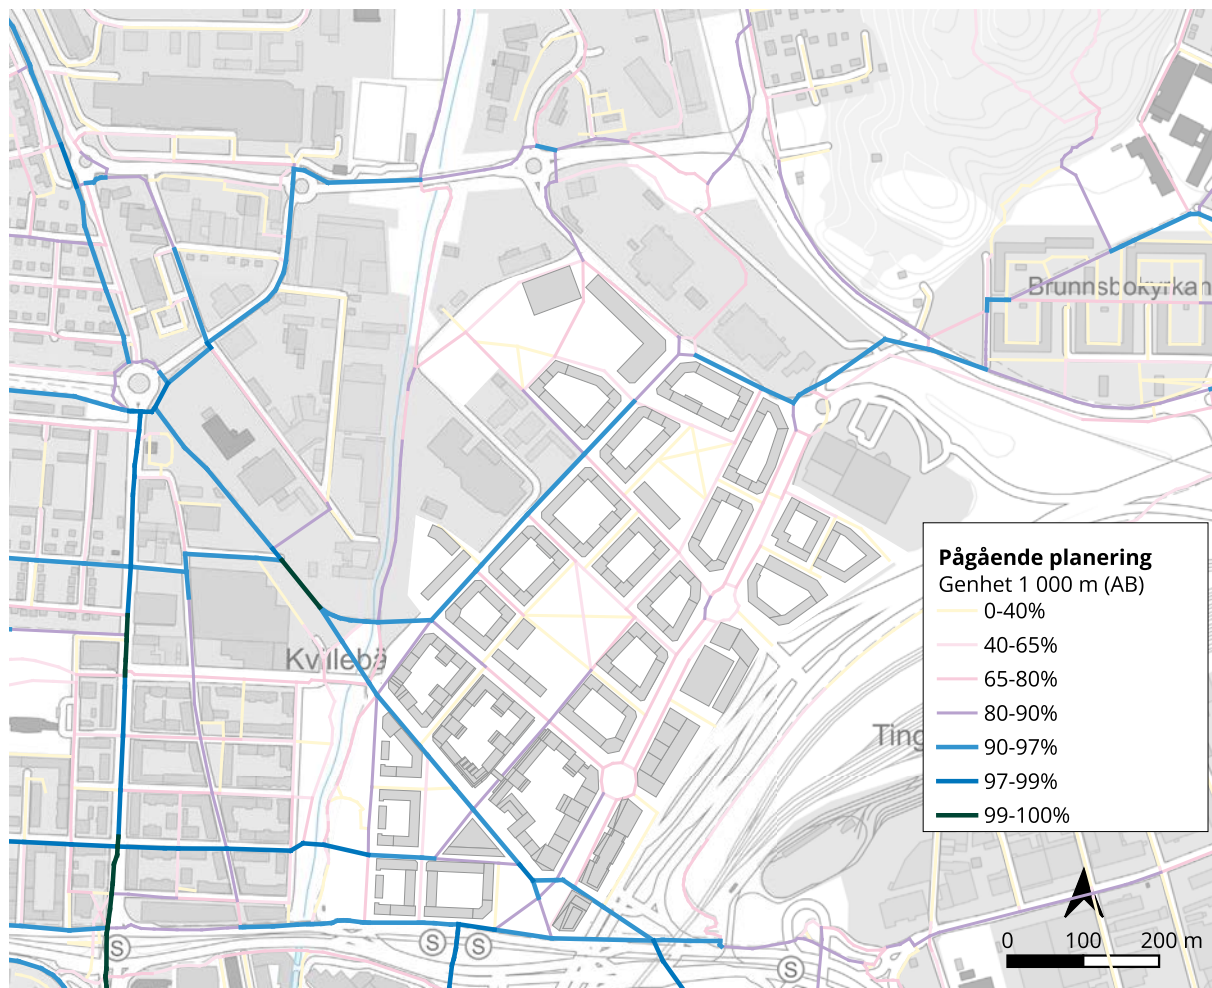 Brunnsbokyrkan
Pågående planering
Genhet 1 000 m (AB)
0-40%
40-65%
Kvillebä
65-80%
80-90%
Ting
90-97%
97-99%
99-100%
0 100 200 m
S
S
S
S